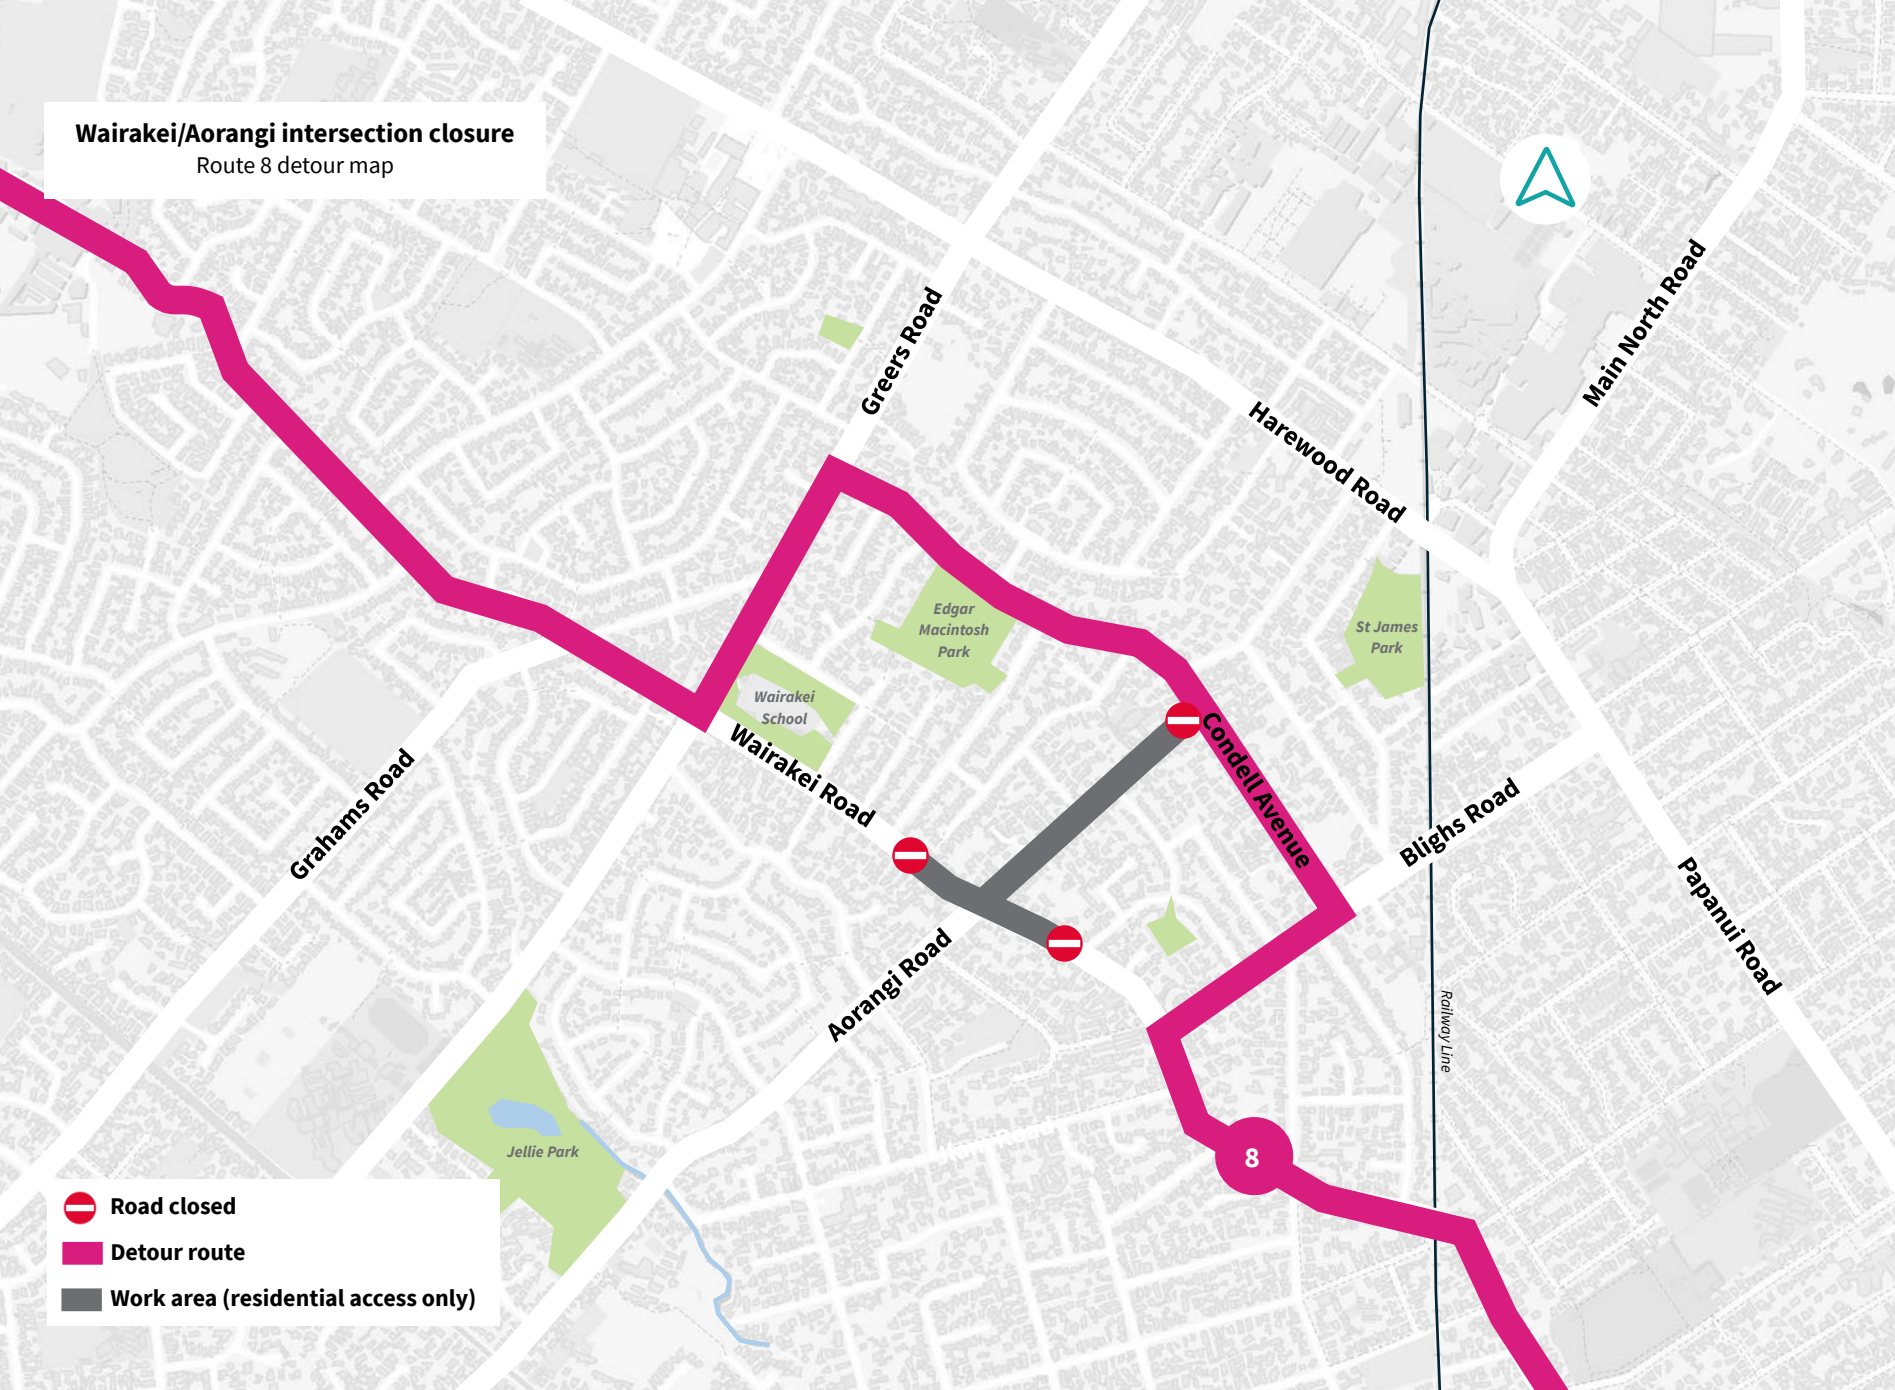 Wairakei/Aorangi intersection closure
Route 8 detour map
Greers Road
Main North Road
Harewood Road
Edgar
Macintosh
Park
St James
Park
Wairakei
School
Wairakei Road
Condell Avenue
Grahams Road
Blighs Road
Papanui Road
Aorangi Road
Railway Line
Jellie Park
8
Road closed
Detour route
Work area (residential access only)